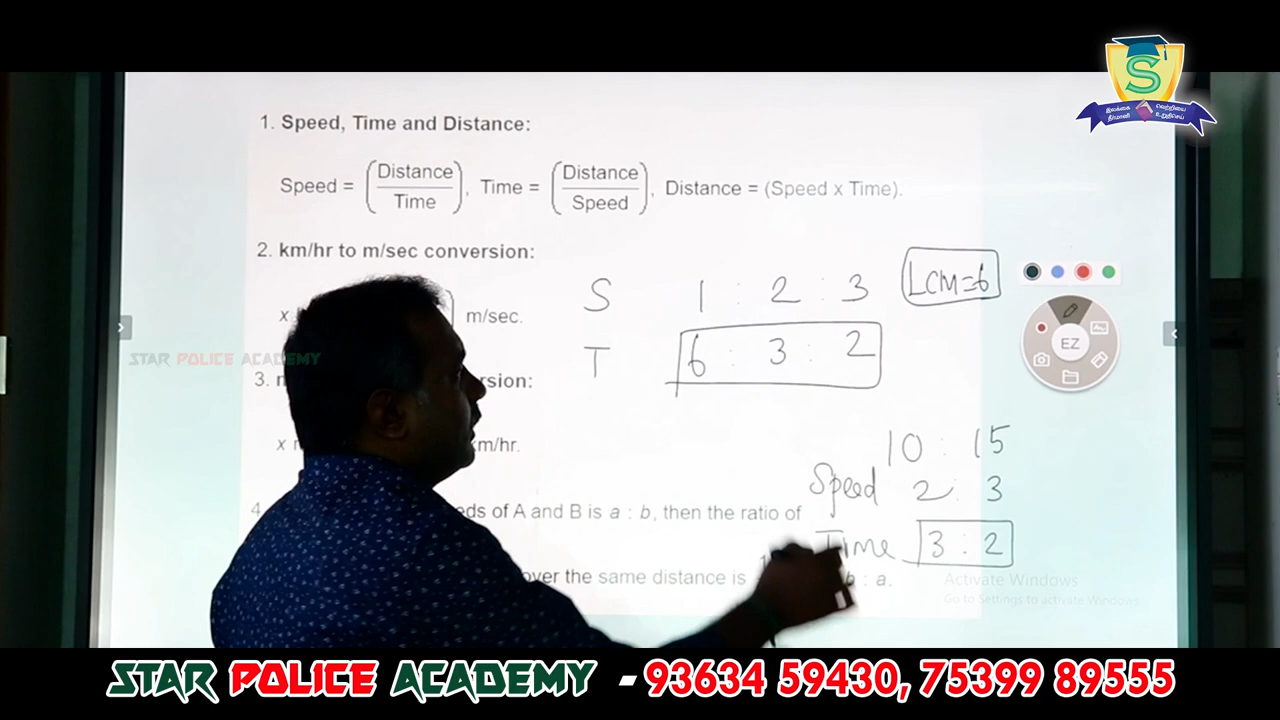 S
இலக்கை
தீர்மானி
வெற்றியை
உறுதிசெய்
1. Speed, Time and Distance:
Speed = (Distance/Time), Time = (Distance/Speed), Distance = (Speed x Time).
2. km/hr to m/sec conversion:
x
m/sec.
S 1 : 2 : 3
LCM=6
T 6 : 3 : 2
EZ
STAR POLICE ACADEMY
3.
x
km/hr.
10 : 15
Speed 2 : 3
Time 3 : 2
4.
of A and B is a : b, then the ratio of
the same distance is
: a.
Activate Windows
Go to Settings to activate Windows
STAR POLICE ACADEMY - 93634 59430, 75399 89555